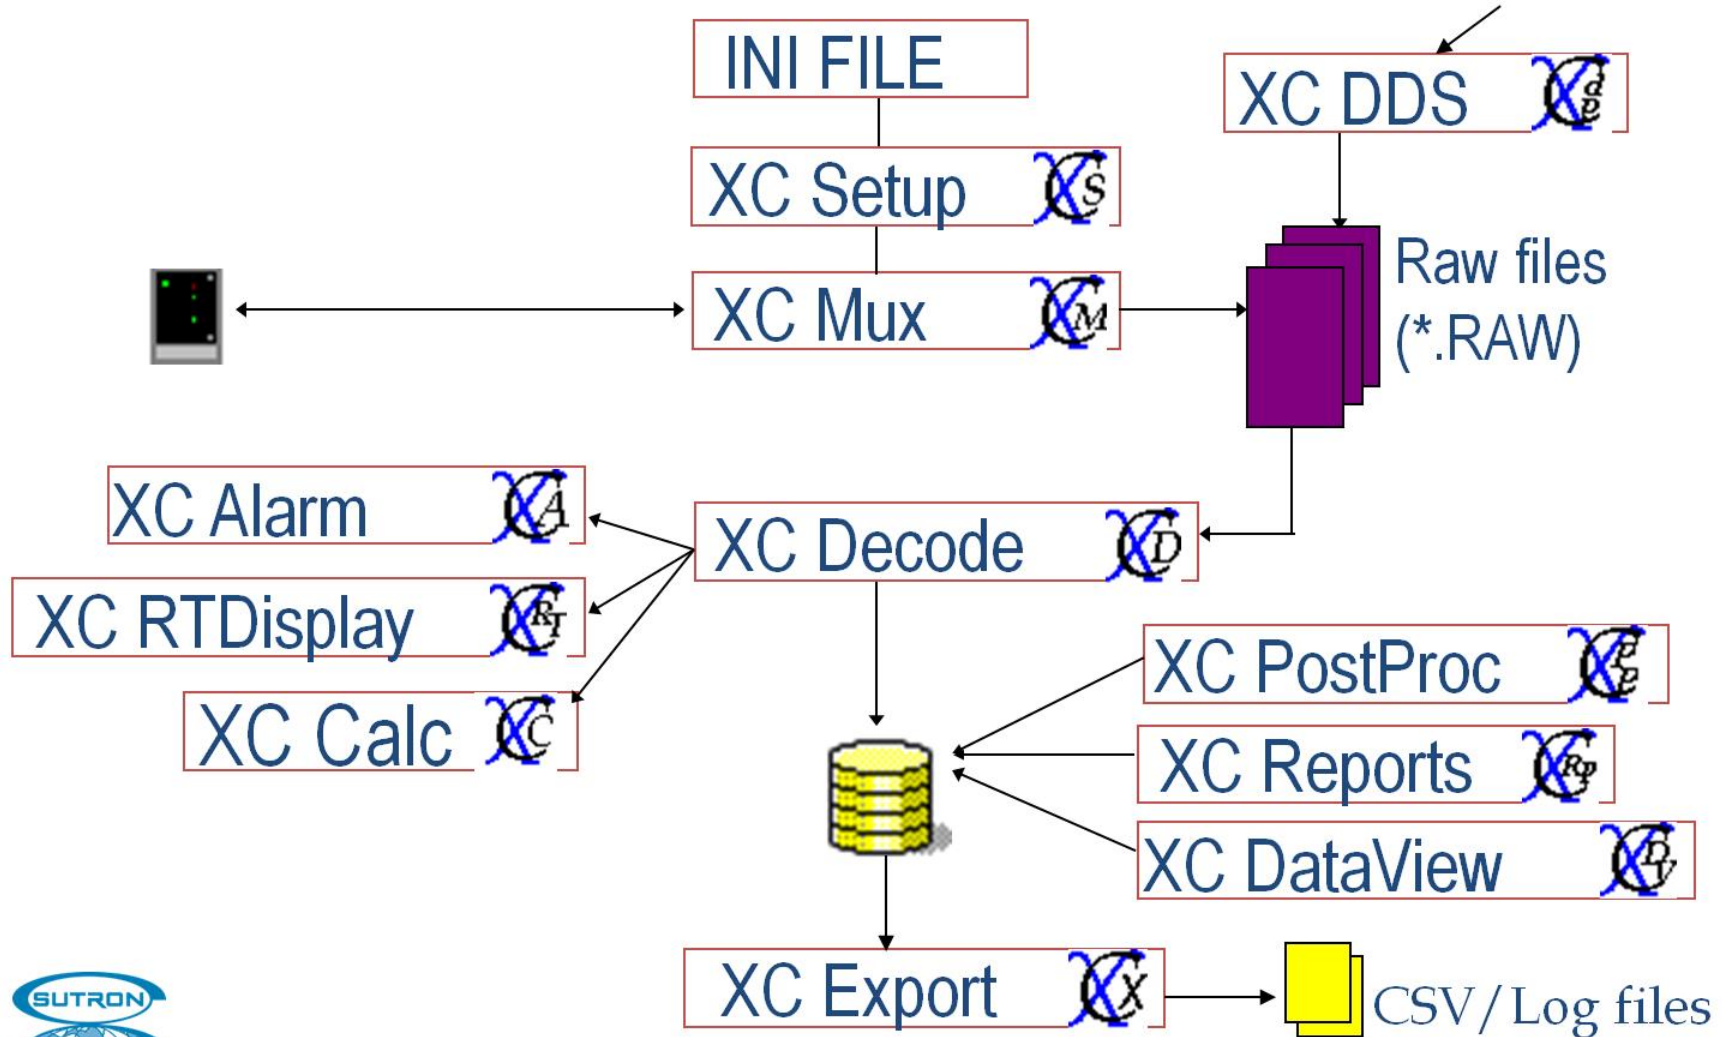 INI FILE
XC DDS
XC Setup
XC Mux
Raw files
(*.RAW)
XC Alarm
XC Decode
XC RTDisplay
XC Calc
XC PostProc
XC Reports
XC DataView
XC Export
CSV/Log files
SUTRON